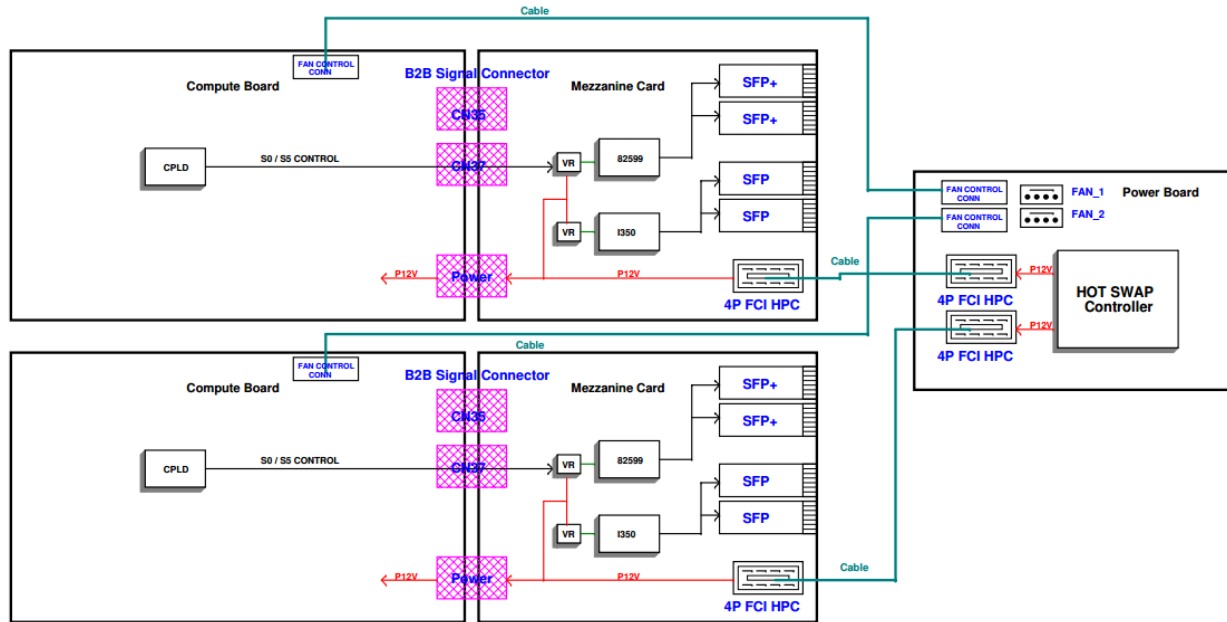 Cable
FAN CONTROL
CONN
Compute Board
B2B Signal Connector
Mezzanine Card
SFP+
CN35
SFP+
CPLD
S0 / S5 CONTROL
CN37
VR
82599
SFP
VR
I350
SFP
P12V
Power
P12V
4P FCI HPC
Cable
FAN CONTROL
CONN
FAN_1
Power Board
FAN CONTROL
CONN
FAN_2
P12V
4P FCI HPC
HOT SWAP
Controller
P12V
4P FCI HPC
Cable
FAN CONTROL
CONN
Compute Board
B2B Signal Connector
Mezzanine Card
SFP+
CN35
SFP+
CPLD
S0 / S5 CONTROL
CN37
VR
82599
SFP
VR
I350
SFP
P12V
Power
P12V
4P FCI HPC
Cable